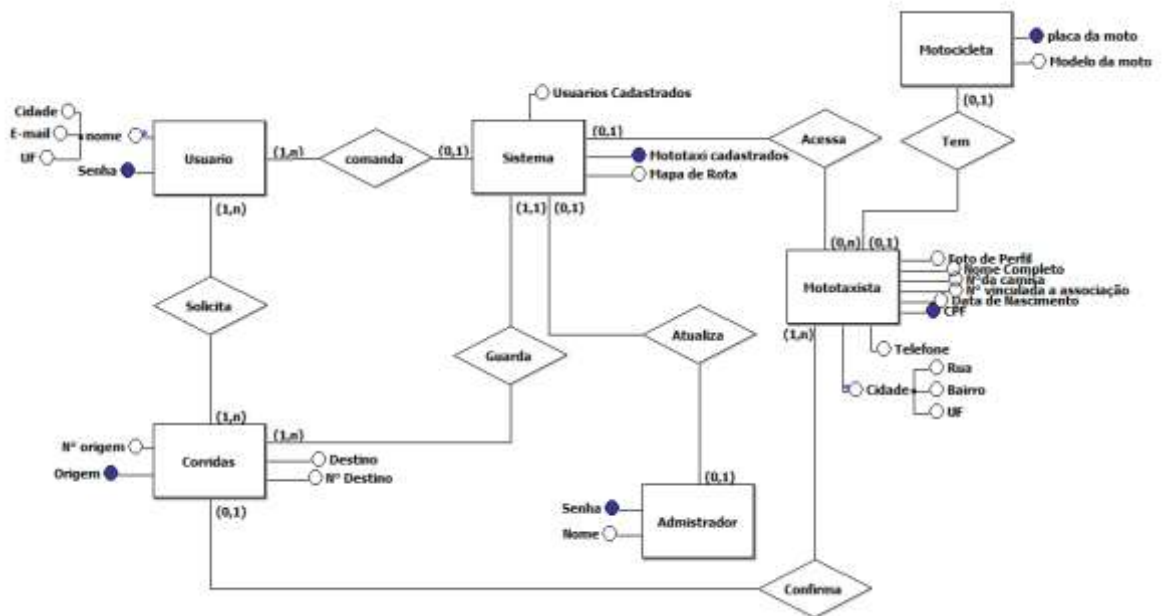 Motocicleta
placa da moto
Modelo da moto
(0,1)
Tem
Usuarios Cadastrados
Cidade
E-mail
UF
nome
Senha
Usuario
(1,n)
comanda
(0,1)
Sistema
(0,1)
Mototaxi cadastrados
Mapa de Rota
Acessa
(1,n)
(1,1)
(0,1)
(0,n)
(0,1)
Mototaxista
Foto de Perfil
Nome Completo
Nº da camisa
Nº vinculada a associação
Data de Nascimento
CPF
Solicita
Guarda
Atualiza
(1,n)
Telefone
Cidade
Rua
Bairro
UF
(1,n)
(1,n)
Nº origem
Origem
Corridas
Destino
Nº Destino
(0,1)
(0,1)
Senha
Nome
Admistrador
Confirma